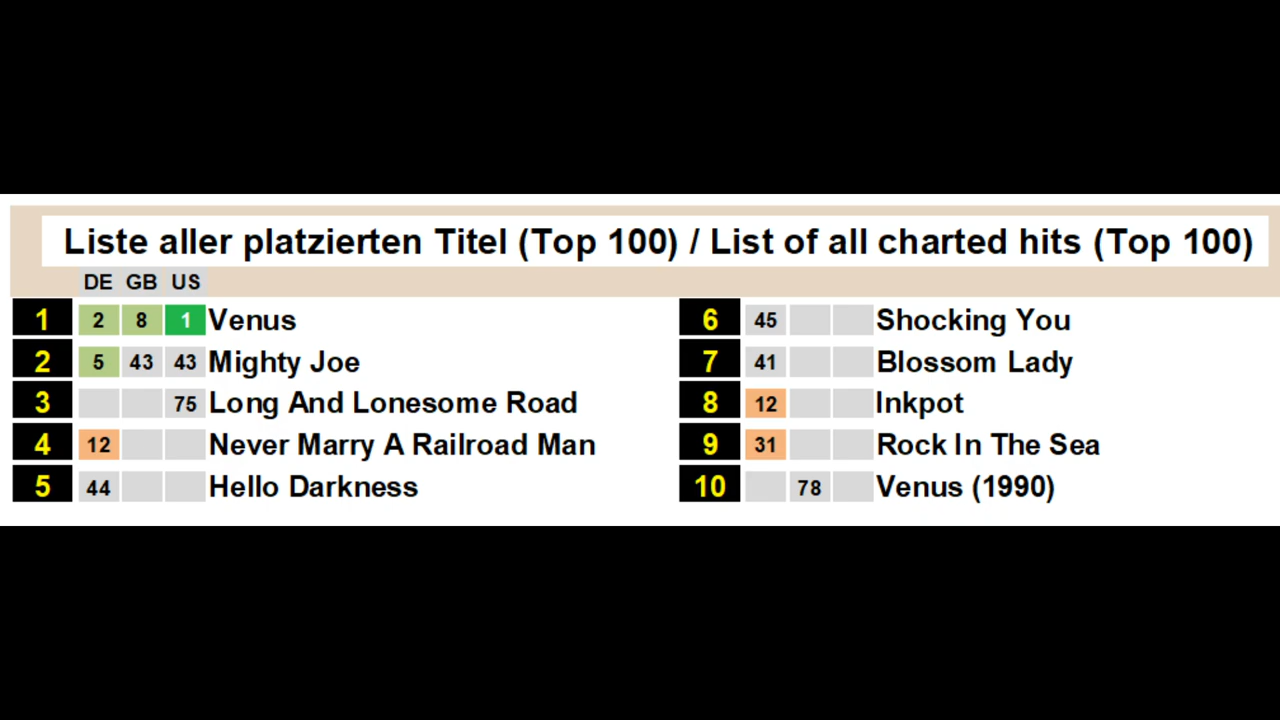 Liste aller platzierten Titel (Top 100) / List of all charted hits (Top 100)
DE GB US
1 2 8 1 Venus
2 5 43 43 Mighty Joe
3 75 Long And Lonesome Road
4 12 Never Marry A Railroad Man
5 44 Hello Darkness
6 45 Shocking You
7 41 Blossom Lady
8 12 Inkpot
9 31 Rock In The Sea
10 78 Venus (1990)